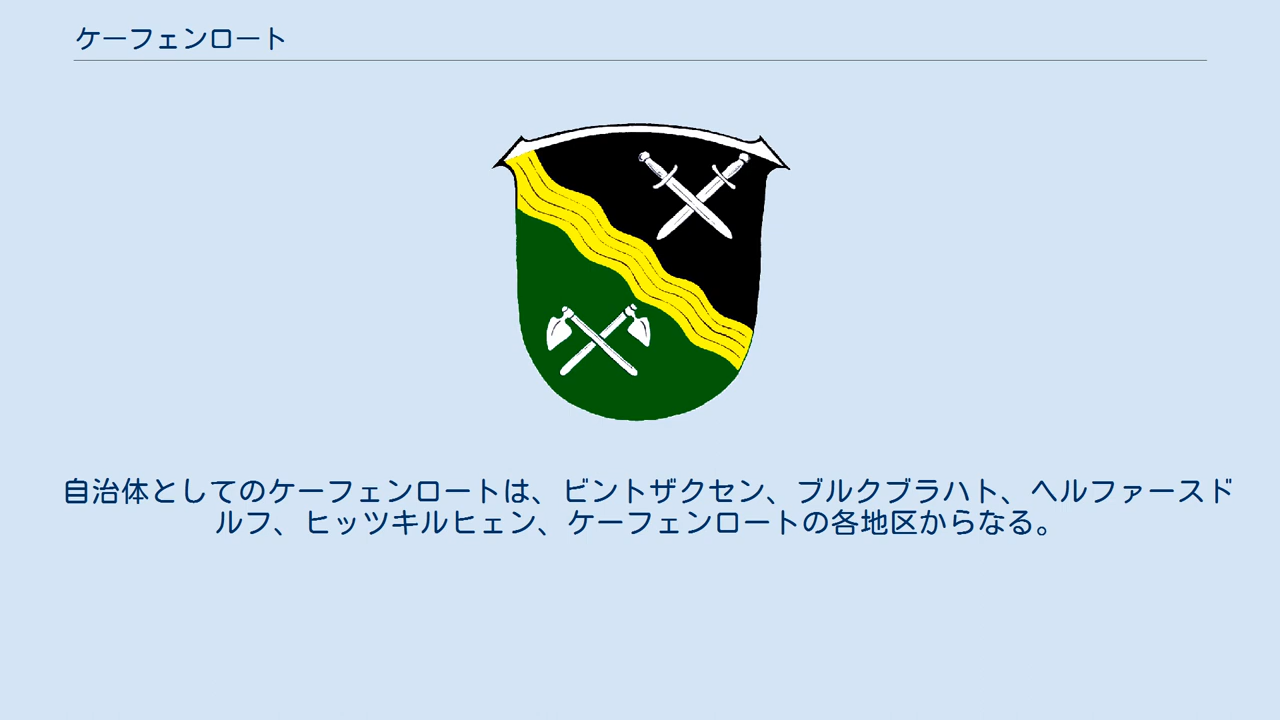 ケーフェンロート
自治体としてのケーフェンロートは、ビントザクセン、ブルクブラハト、ヘルファースド
ルフ、ヒッツキルヒェン、ケーフェンロートの各地区からなる。